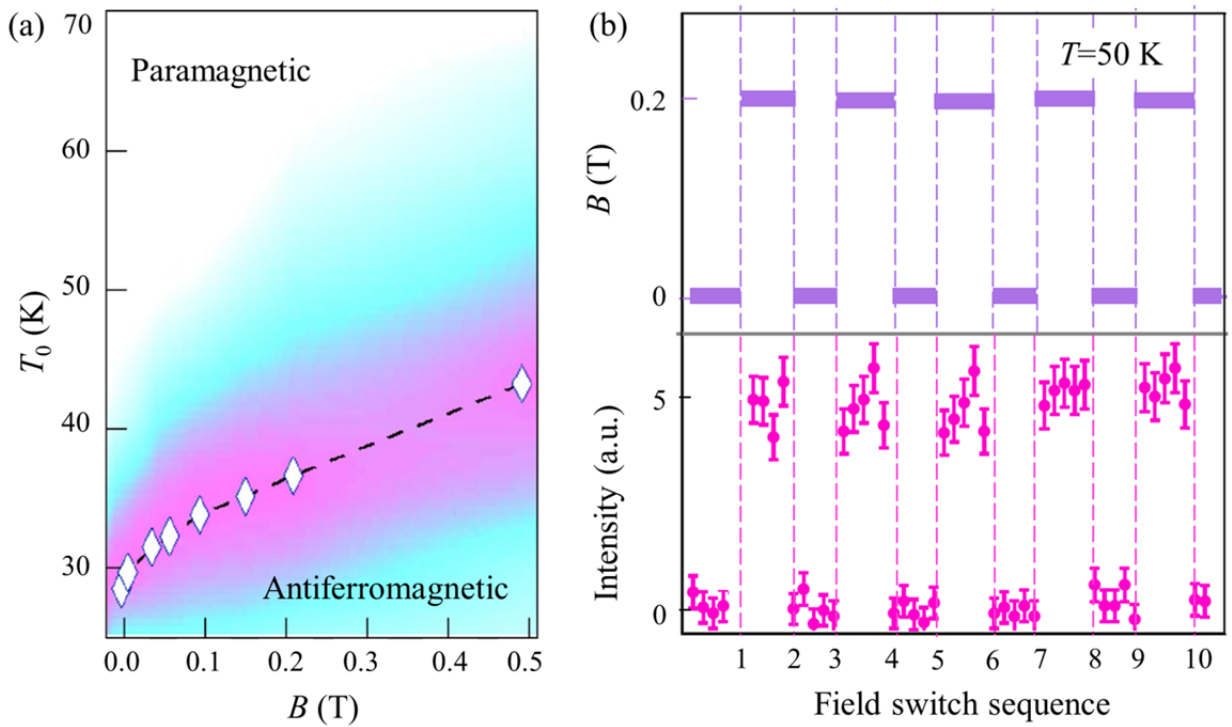 (a)
70
60
50
40
30
T₀ (K)
Paramagnetic
Antiferromagnetic
0.0 0.1 0.2 0.3 0.4 0.5
B (T)
(b)
T=50 K
0.2
0
B (T)
5
0
Intensity (a.u.)
1 2 3 4 5 6 7 8 9 10
Field switch sequence